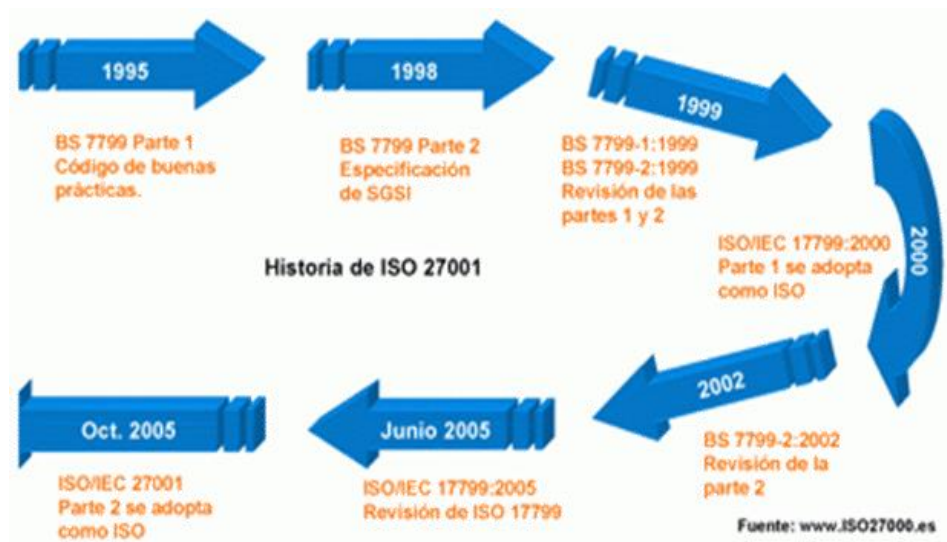 1995
BS 7799 Parte 1
Código de buenas
prácticas.
1998
BS 7799 Parte 2
Especificación
de SGSI
1999
BS 7799-1:1999
BS 7799-2:1999
Revisión de las
partes 1 y 2
2000
ISO/IEC 17799:2000
Parte 1 se adopta
como ISO
Historia de ISO 27001
2002
BS 7799-2:2002
Revisión de la
parte 2
Junio 2005
ISO/IEC 17799:2005
Revisión de ISO 17799
Oct. 2005
ISO/IEC 27001
Parte 2 se adopta
como ISO
Fuente: www.ISO27000.es